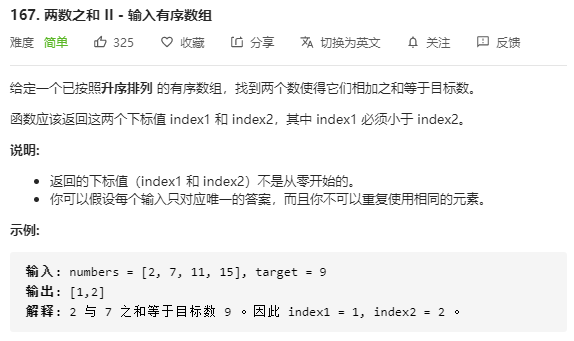 167. 两数之和 II - 输入有序数组
难度 简单 325 收藏 分享 切换为英文 关注 反馈
给定一个已按照升序排列 的有序数组，找到两个数使得它们相加之和等于目标数。
函数应该返回这两个下标值 index1 和 index2，其中 index1 必须小于 index2。
说明:
• 返回的下标值（index1 和 index2）不是从零开始的。
• 你可以假设每个输入只对应唯一的答案，而且你不可以重复使用相同的元素。
示例:
输入: numbers = [2, 7, 11, 15], target = 9
输出: [1,2]
解释: 2 与 7 之和等于目标数 9 。因此 index1 = 1, index2 = 2 。